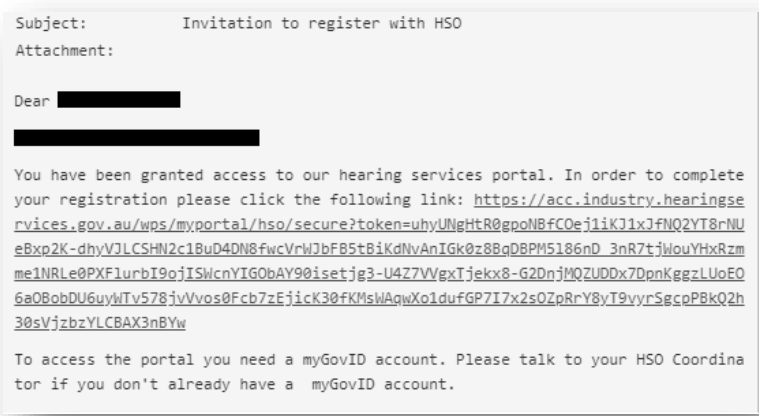 Subject: Invitation to register with HSO
Attachment:
Dear
You have been granted access to our hearing services portal. In order to complete
your registration please click the following link: https://acc.industry.hearingse
rvices.gov.au/wps/myportal/hso/secure?token=uhyUNgHtR0gpoNBfCOej1iKJ1xJfNQ2YT8rNU
eBxp2K-dhyVJLCSHN2c1BuD4DN8fwcVrWJbFB5tBiKdNvAnIGk0z8BqDBPM5l86nD_3nR7tjWouYHxRzm
me1NRLe0PXFlurbI9ojISWcnYIGObAY90isetjg3-U4Z7VVgxTjekx8-G2DnjMQZUDDx7DpnKggzLUoEO
6aOBobDU6uyWTv578jvVvos0Fcb7zEjicK30fKMsWAqwXo1dufGP7I7x2sOZpRrY8yT9vyrSgcpPBkQ2h
30sVjzbzYLCBAX3nBYw
To access the portal you need a myGovID account. Please talk to your HSO Coordina
tor if you don't already have a  myGovID account.